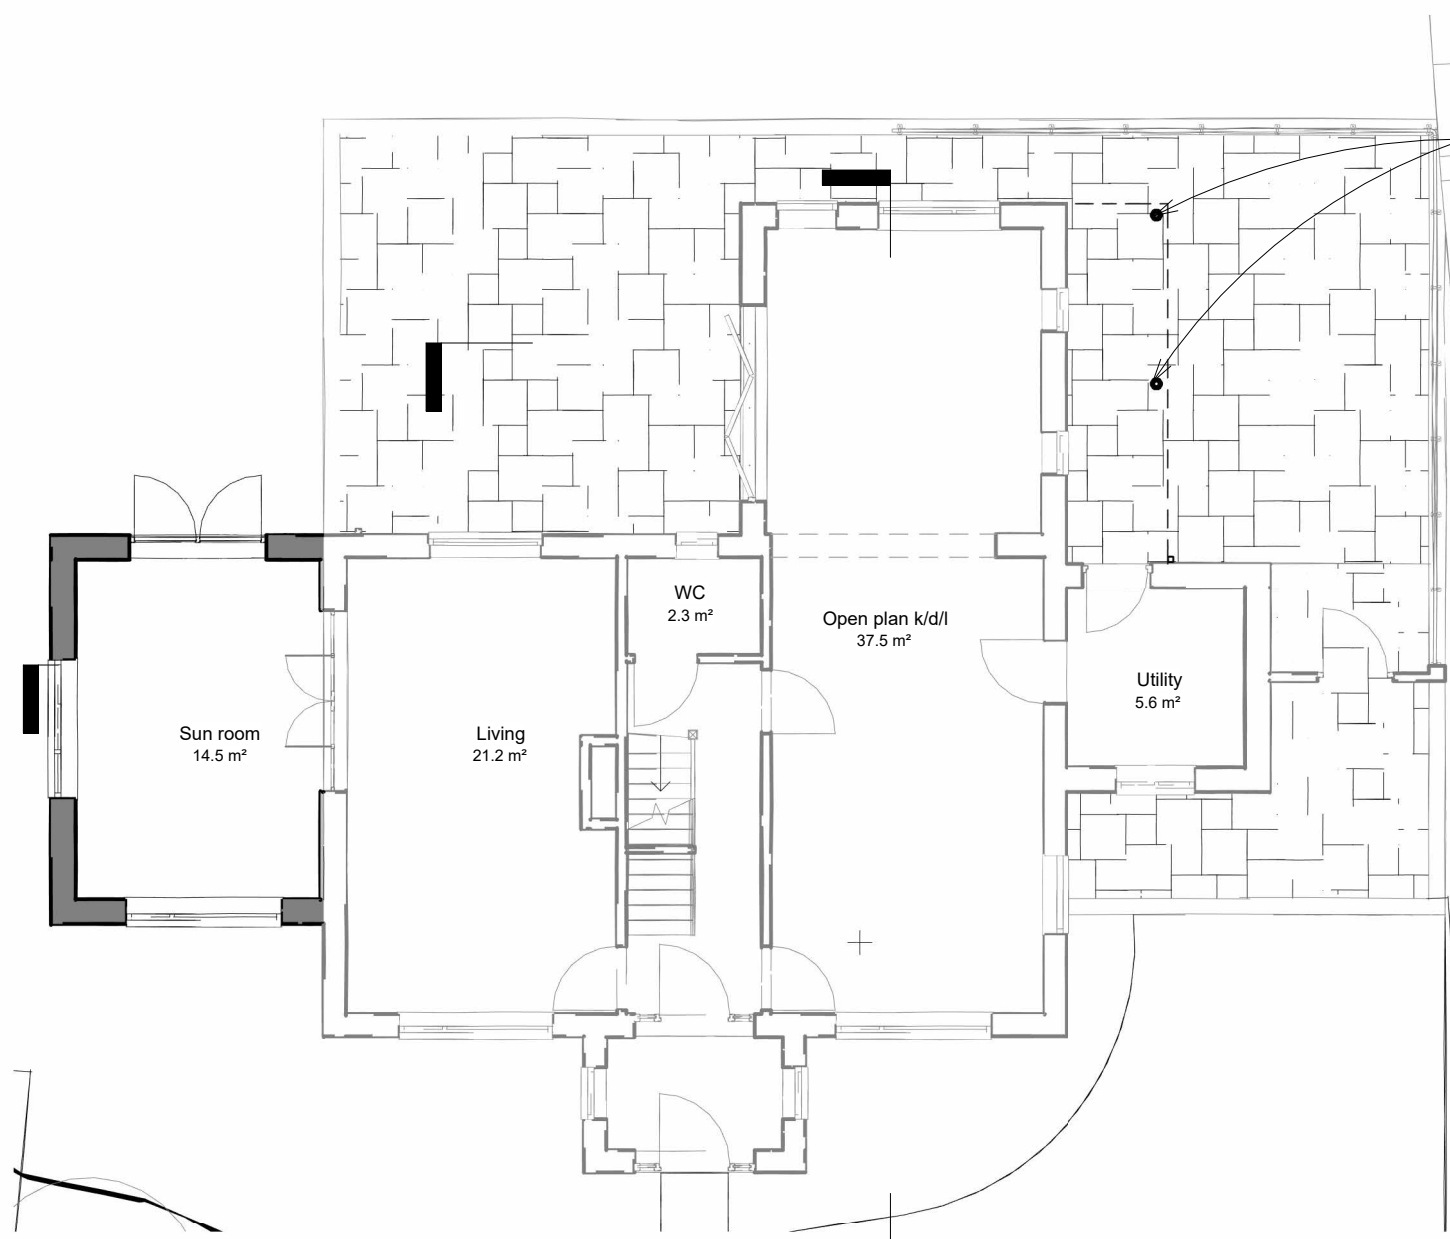 WC
2.3 m²
Open plan k/d/l
37.5 m²
Utility
5.6 m²
Sun room
14.5 m²
Living
21.2 m²